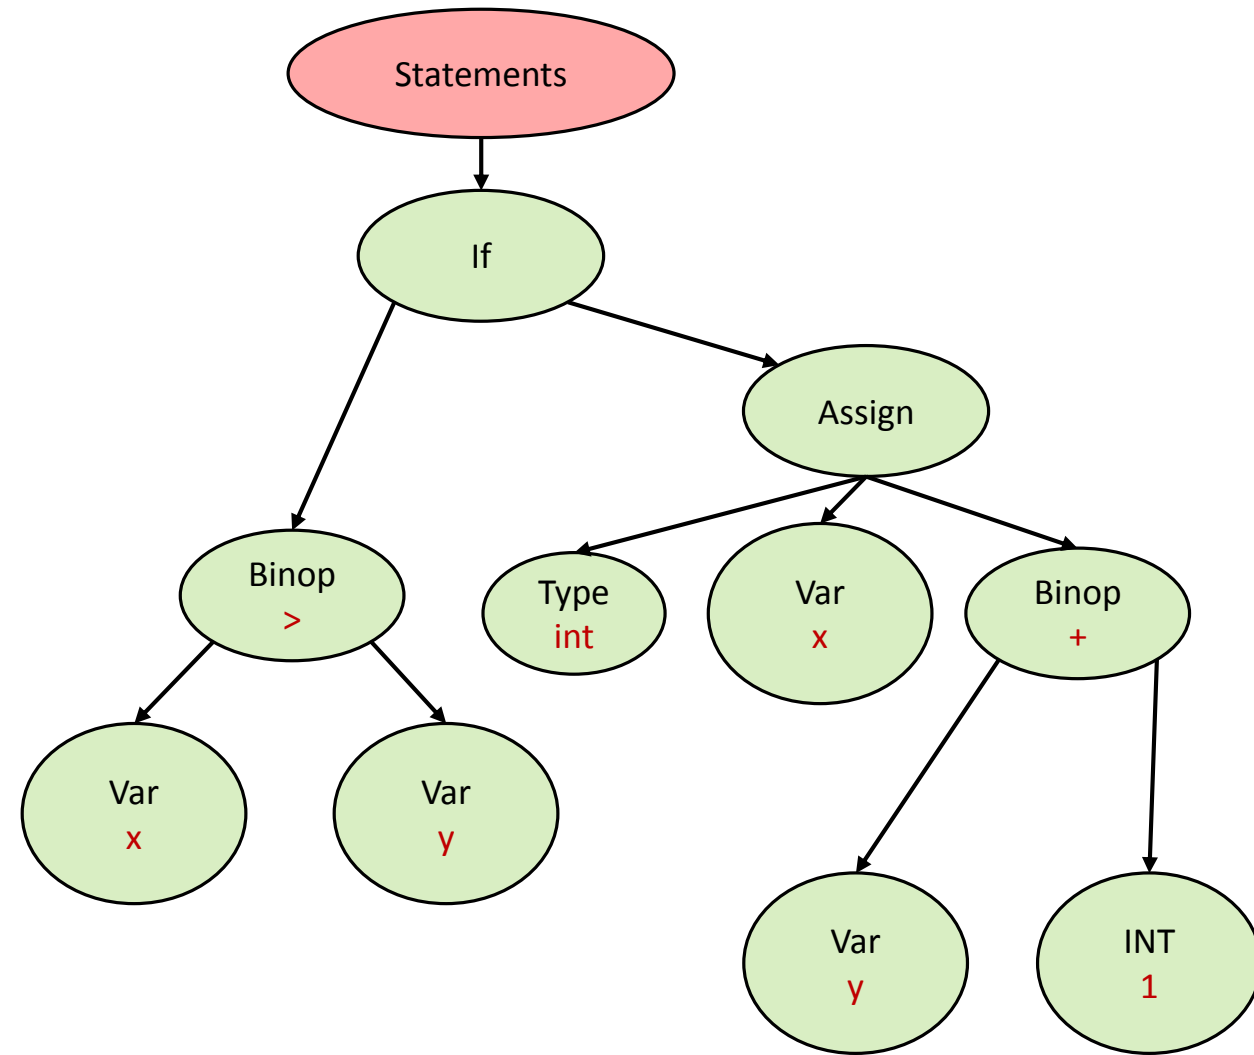 Statements
If
Assign
Binop
>
Type
int
Var
x
Binop
+
Var
x
Var
y
Var
y
INT
1